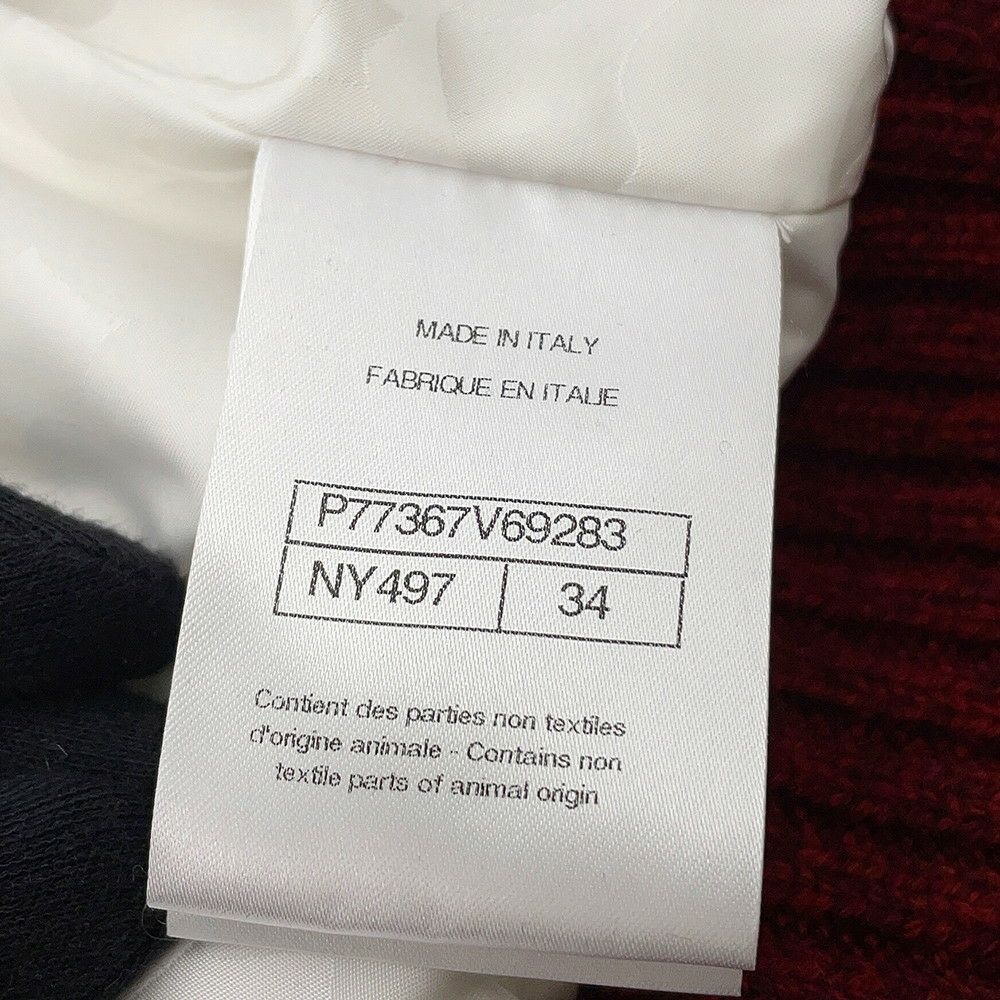 MADE IN ITALY
FABRIQUE EN ITALIE
P77367V69283
NY497 34
Contient des parties non textiles
d'origine animale - Contains non
textile parts of animal origin